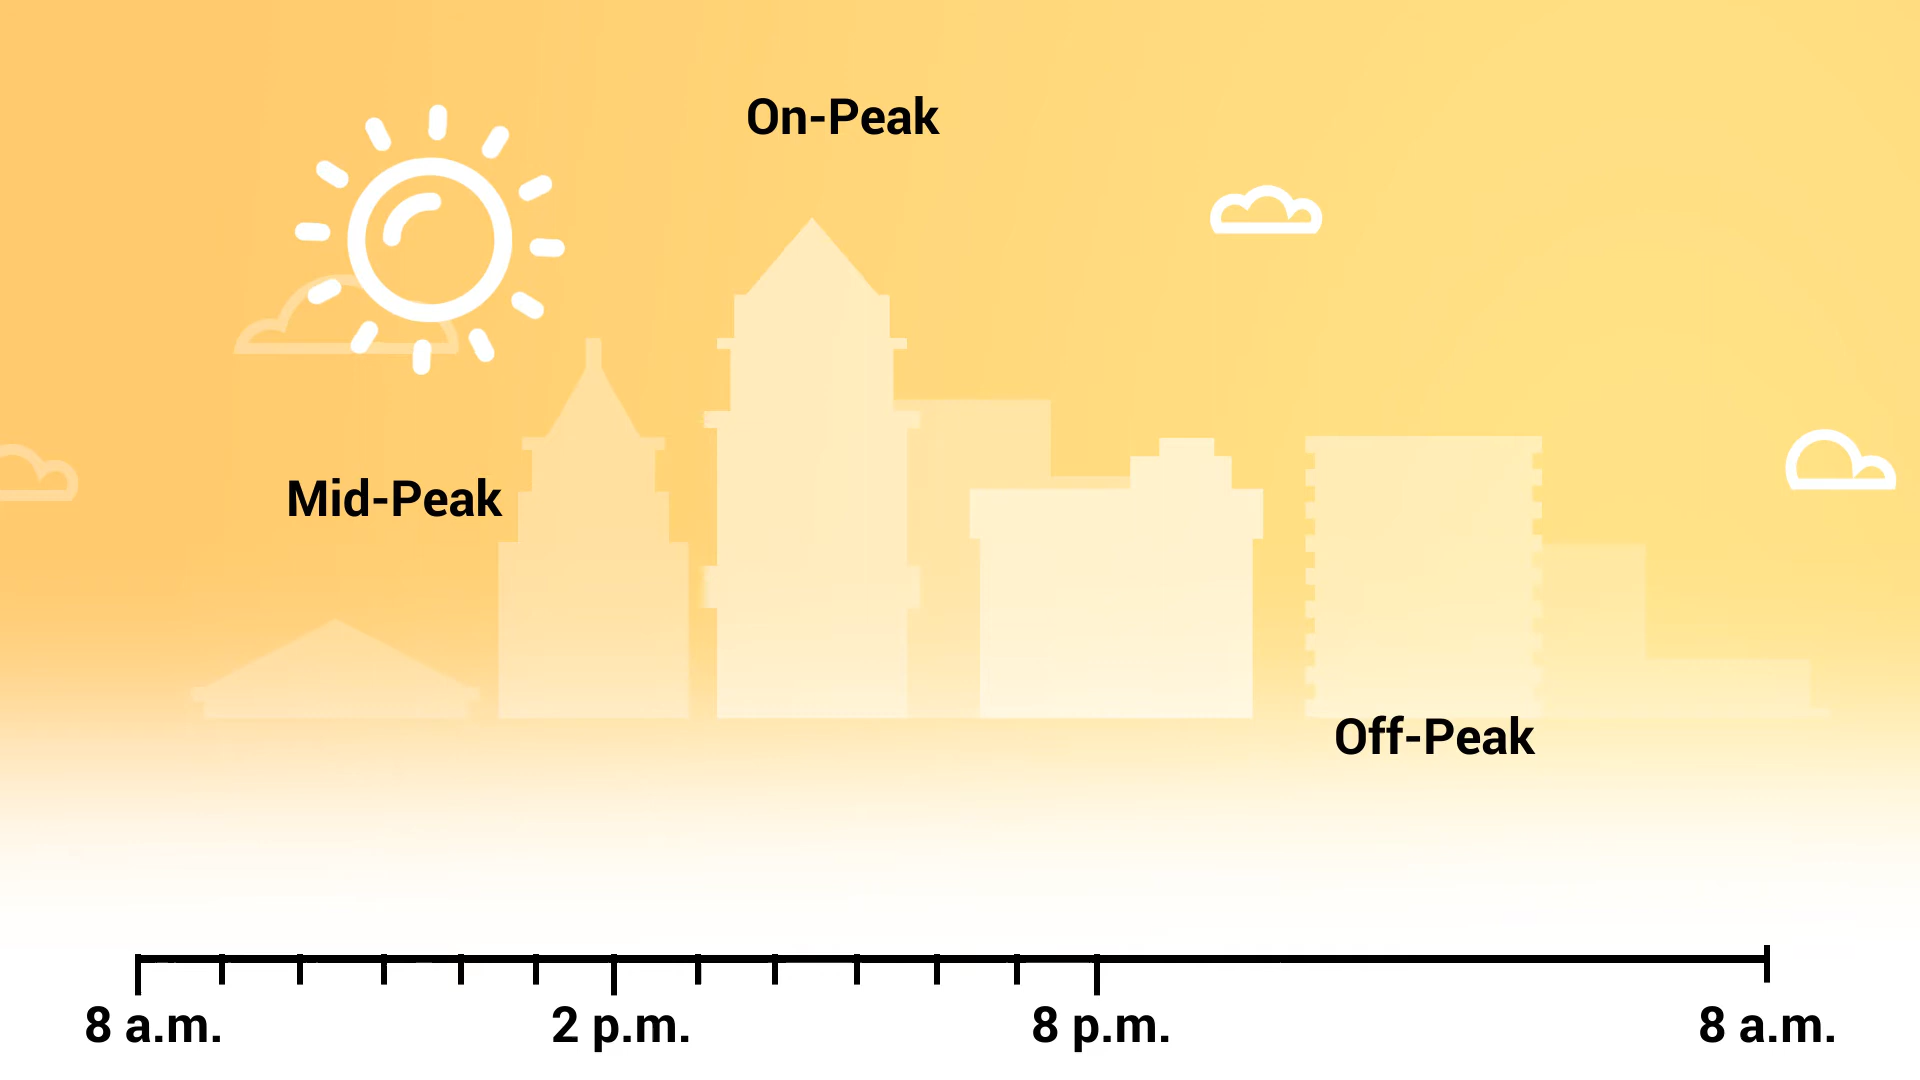 On-Peak
Mid-Peak
Off-Peak
8 a.m.
2 p.m.
8 p.m.
8 a.m.